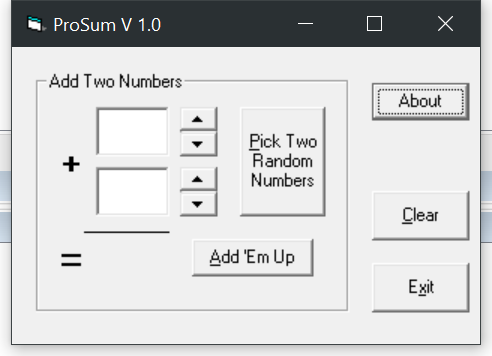 ProSum V 1.0
Add Two Numbers
About
+
Pick Two
Random
Numbers
Clear
=
Add 'Em Up
Exit